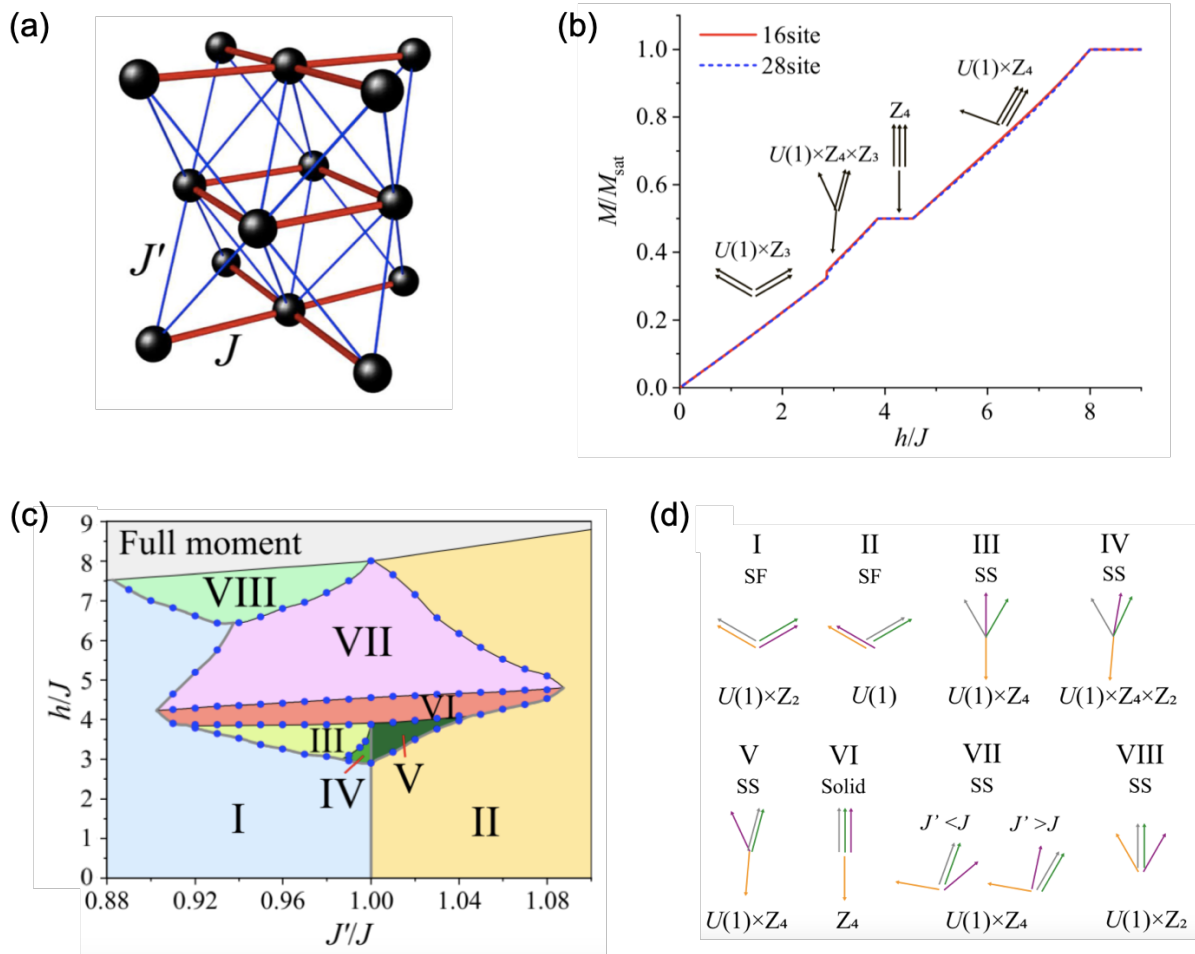 (a)
J'
J
(b)
16site
28site
M/M_sat
1.0
0.8
0.6
0.4
0.2
0.0
U(1)×Z₃
U(1)×Z₄×Z₃
Z₄
U(1)×Z₄
0 2 4 6 8
h/J
(c)
h/J
9
8
7
6
5
4
3
2
1
0
Full moment
VIII
VII
VI
III
IV
V
I
II
0.88 0.92 0.96 1.00 1.04 1.08
J'/J
(d)
I II III IV
SF SF SS SS
U(1)×Z₂ U(1) U(1)×Z₄ U(1)×Z₄×Z₂
V VI VII VIII
SS Solid SS SS
J' <J J' >J
U(1)×Z₄ Z₄ U(1)×Z₄ U(1)×Z₂